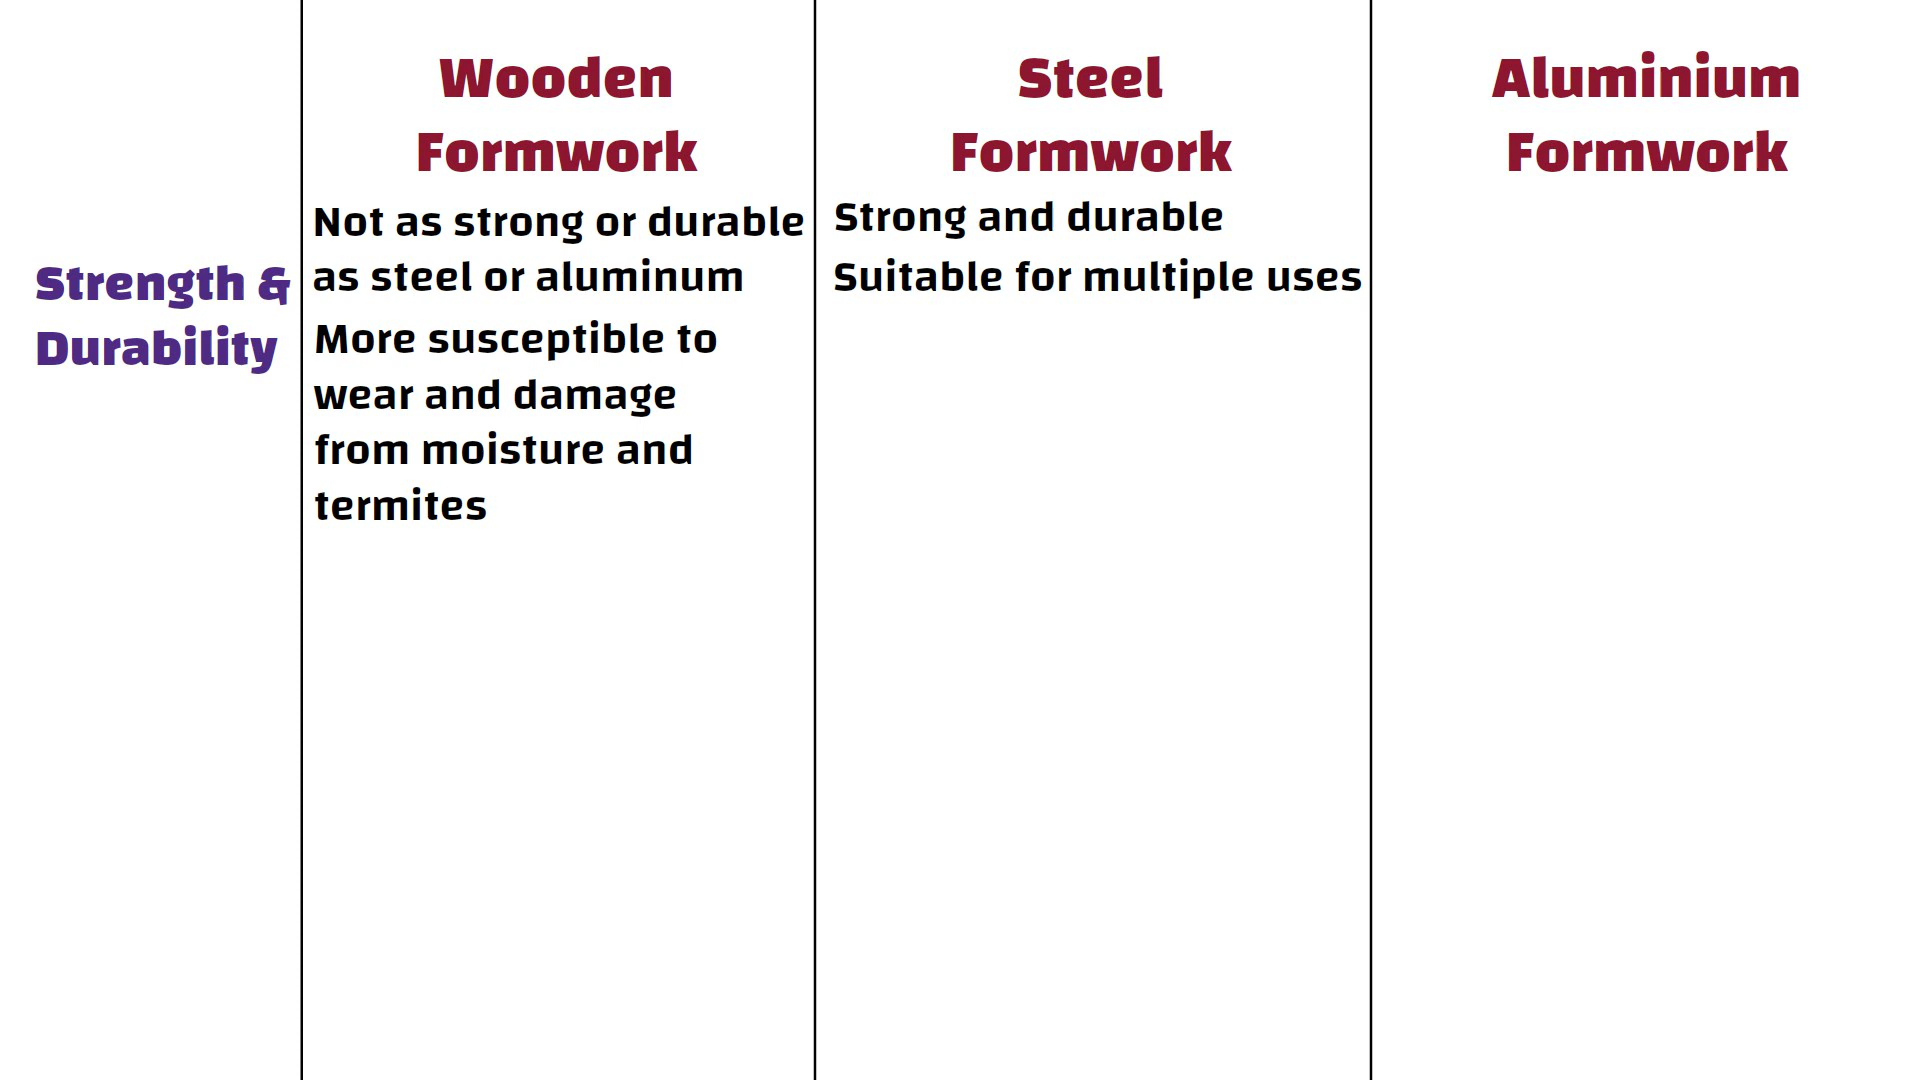 Wooden
Formwork
Steel
Formwork
Aluminium
Formwork
Strength &
Durability
Not as strong or durable
as steel or aluminum
More susceptible to
wear and damage
from moisture and
termites
Strong and durable
Suitable for multiple uses